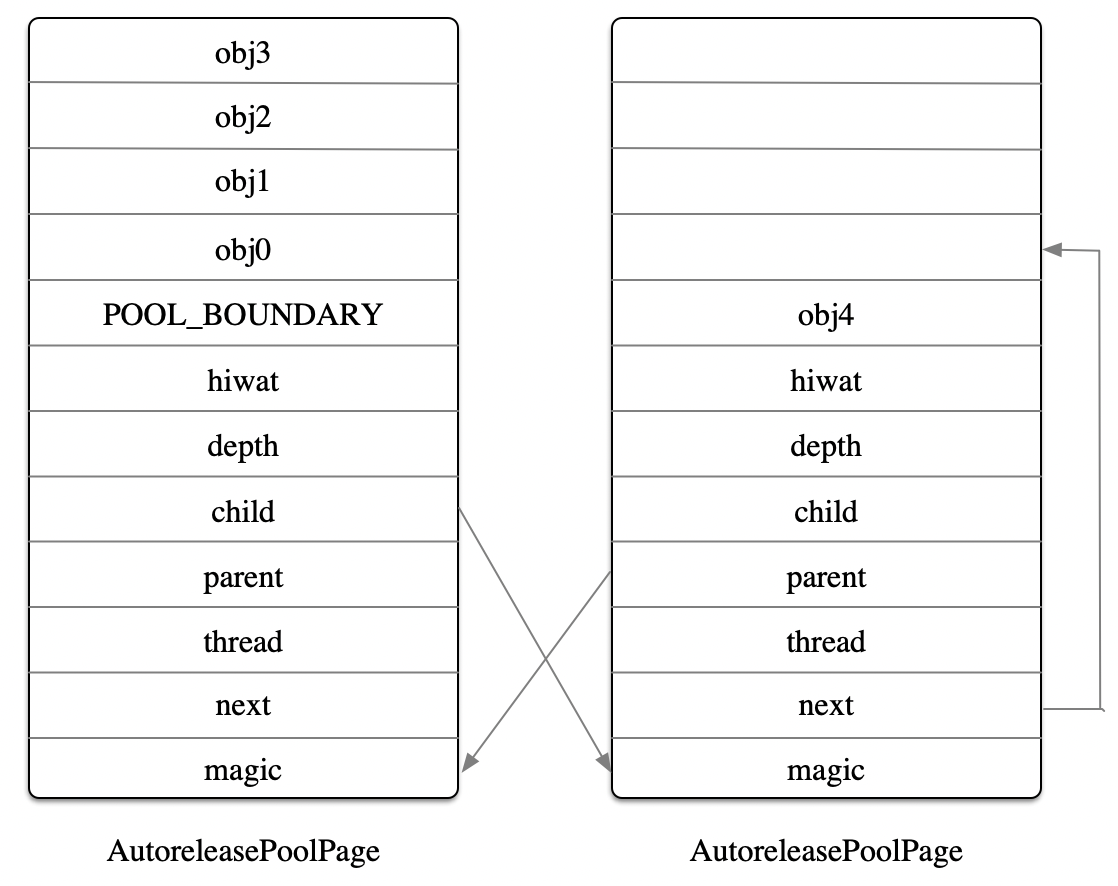 obj3
obj2
obj1
obj0
POOL_BOUNDARY
hiwat
depth
child
parent
thread
next
magic
AutoreleasePoolPage
obj4
hiwat
depth
child
parent
thread
next
magic
AutoreleasePoolPage